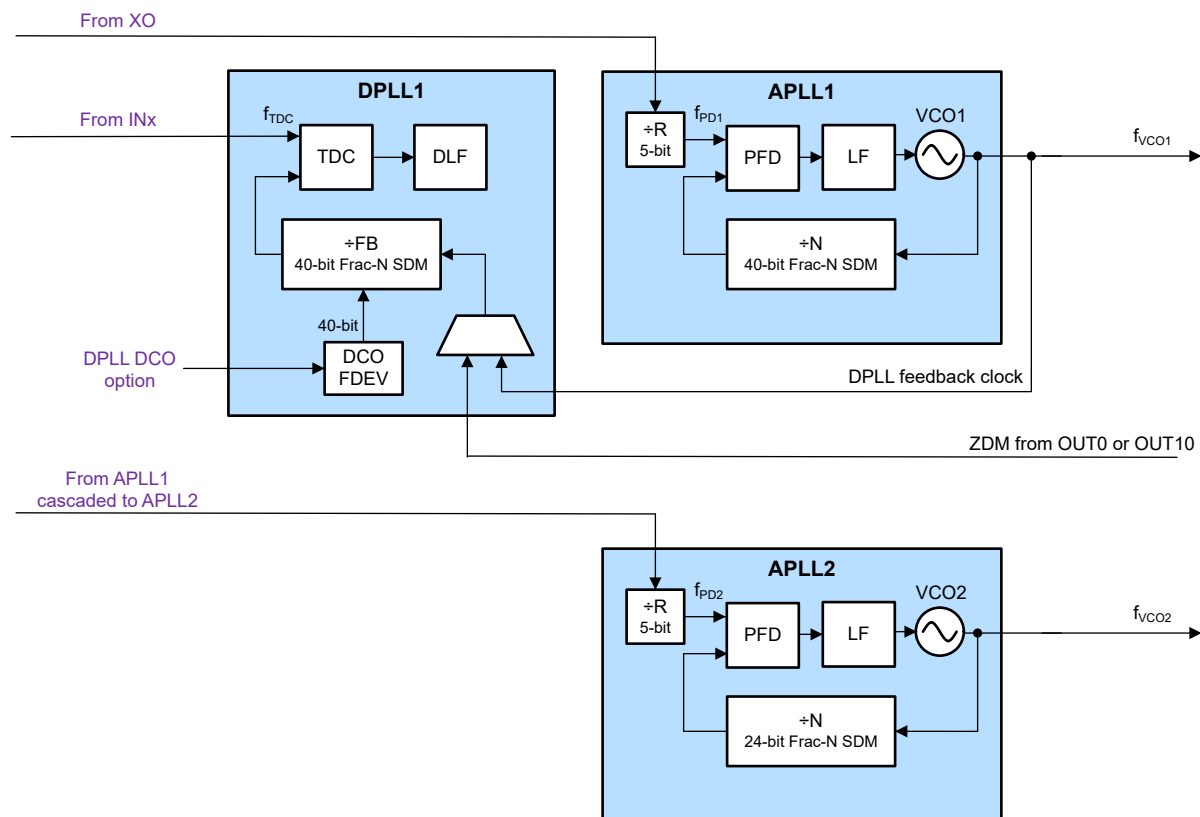 From XO
DPLL1
APLL1
fTDC
From INx
TDC
DLF
÷R
5-bit
fPD1
PFD
LF
VCO1
fVCO1
÷FB
40-bit Frac-N SDM
÷N
40-bit Frac-N SDM
40-bit
DPLL DCO
option
DCO
FDEV
DPLL feedback clock
ZDM from OUT0 or OUT10
From APLL1
cascaded to APLL2
APLL2
÷R
5-bit
fPD2
PFD
LF
VCO2
fVCO2
÷N
24-bit Frac-N SDM